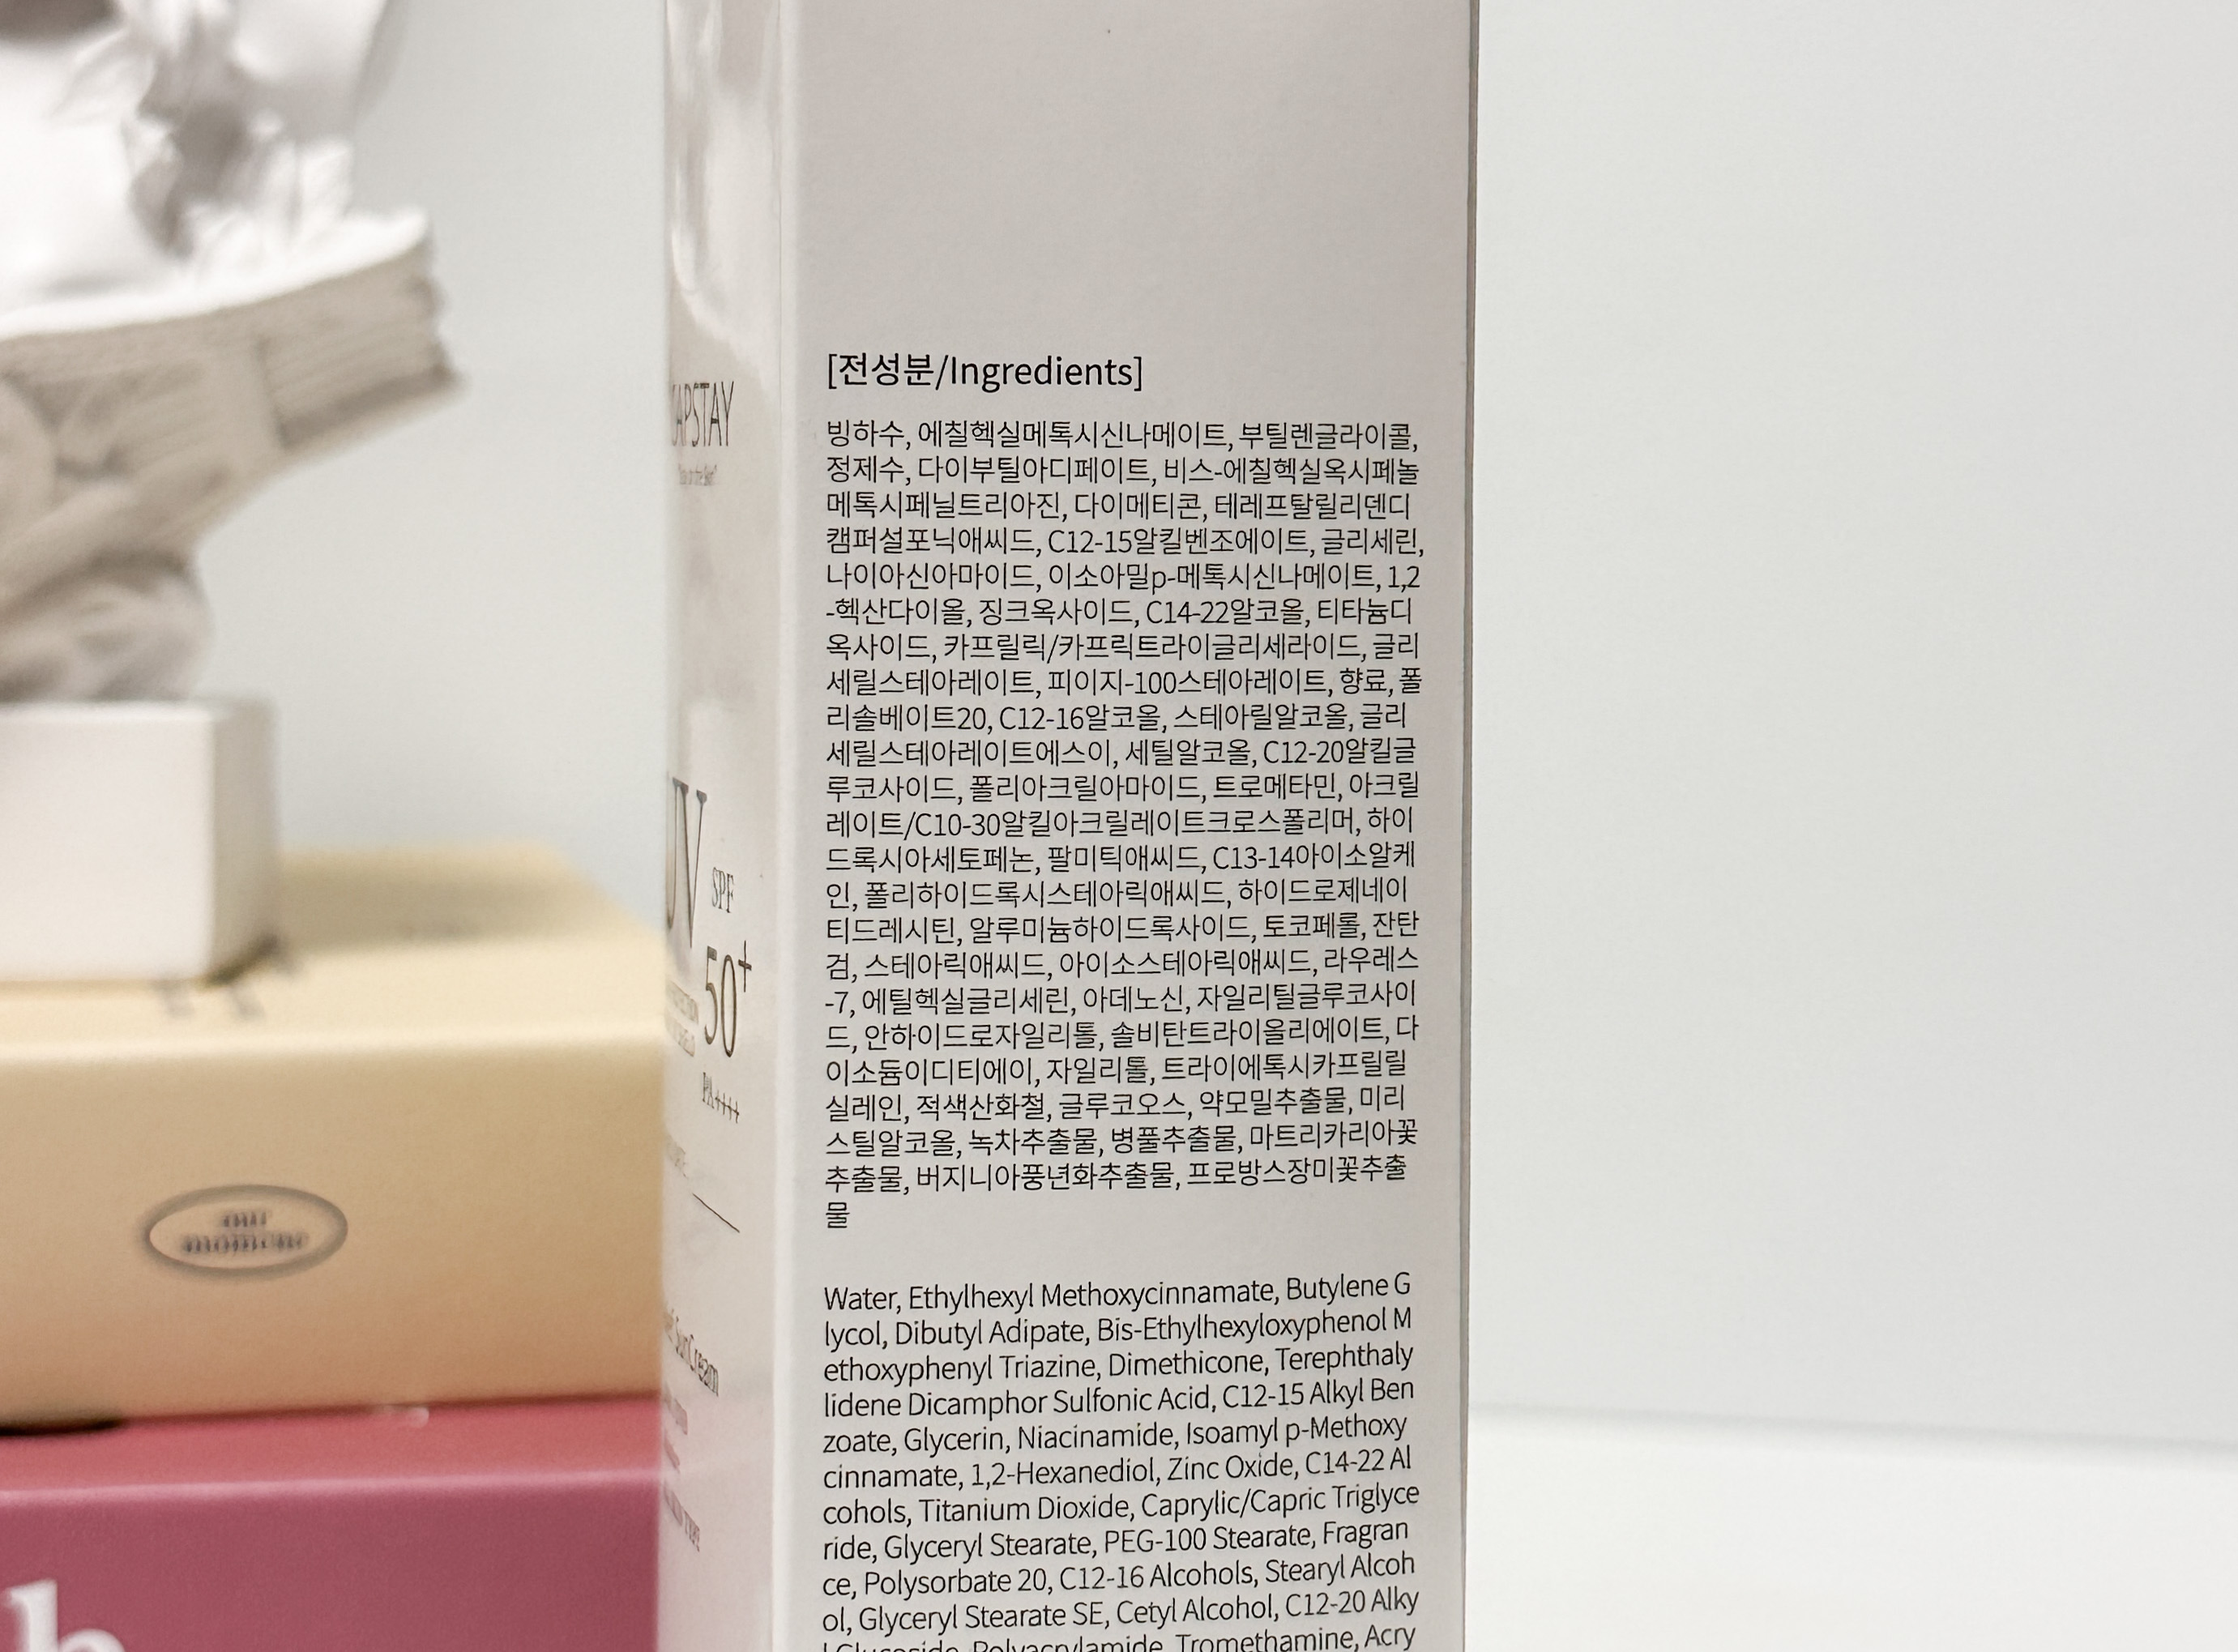 [전성분/Ingredients]
빙하수, 에칠헥실메톡시신나메이트, 부틸렌글라이콜,
정제수, 다이부틸아디페이트, 비스-에칠헥실옥시페놀
메톡시페닐트리아진, 다이메티콘, 테레프탈릴리덴디
캠퍼설포닉애씨드, C12-15알킬벤조에이트, 글리세린,
나이아신아마이드, 이소아밀p-메톡시신나메이트, 1,2
-헥산다이올, 징크옥사이드, C14-22알코올, 티타늄디
옥사이드, 카프릴릭/카프릭트라이글리세라이드, 글리
세릴스테아레이트, 피이지-100스테아레이트, 향료, 폴
리솔베이트20, C12-16알코올, 스테아릴알코올, 글리
세릴스테아레이트에스이, 세틸알코올, C12-20알킬글
루코사이드, 폴리아크릴아마이드, 트로메타민, 아크릴
레이트/C10-30알킬아크릴레이트크로스폴리머, 하이
드록시아세토페논, 팔미틱애씨드, C13-14아이소알케
인, 폴리하이드록시스테아릭애씨드, 하이드로제네이
티드레시틴, 알루미늄하이드록사이드, 토코페롤, 잔탄
검, 스테아릭애씨드, 아이소스테아릭애씨드, 라우레스
-7, 에틸헥실글리세린, 아데노신, 자일리틸글루코사이
드, 안하이드로자일리톨, 솔비탄트라이올리에이트, 다
이소듐이디티에이, 자일리톨, 트라이에톡시카프릴릴
실레인, 적색산화철, 글루코오스, 약모밀추출물, 미리
스틸알코올, 녹차추출물, 병풀추출물, 마트리카리아꽃
추출물, 버지니아풍년화추출물, 프로방스장미꽃추출
물
Water, Ethylhexyl Methoxycinnamate, Butylene G
lycol, Dibutyl Adipate, Bis-Ethylhexyloxyphenol M
ethoxyphenyl Triazine, Dimethicone, Terephthaly
lidene Dicamphor Sulfonic Acid, C12-15 Alkyl Ben
zoate, Glycerin, Niacinamide, Isoamyl p-Methoxy
cinnamate, 1,2-Hexanediol, Zinc Oxide, C14-22 Al
cohols, Titanium Dioxide, Caprylic/Capric Triglyce
ride, Glyceryl Stearate, PEG-100 Stearate, Fragran
ce, Polysorbate 20, C12-16 Alcohols, Stearyl Alcoh
ol, Glyceryl Stearate SE, Cetyl Alcohol, C12-20 Alky
l Glucoside, Polyacrylamide, Tromethamine, Acry
CAPSTAY
UV SPF
50+
PA++++
Sun Cream